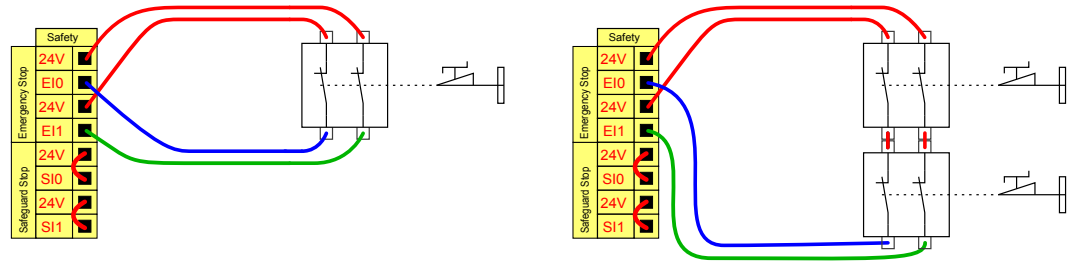 Safety
Emergency Stop
24V
EI0
24V
EI1
Safeguard Stop
24V
SI0
24V
SI1
Safety
Emergency Stop
24V
EI0
24V
EI1
Safeguard Stop
24V
SI0
24V
SI1